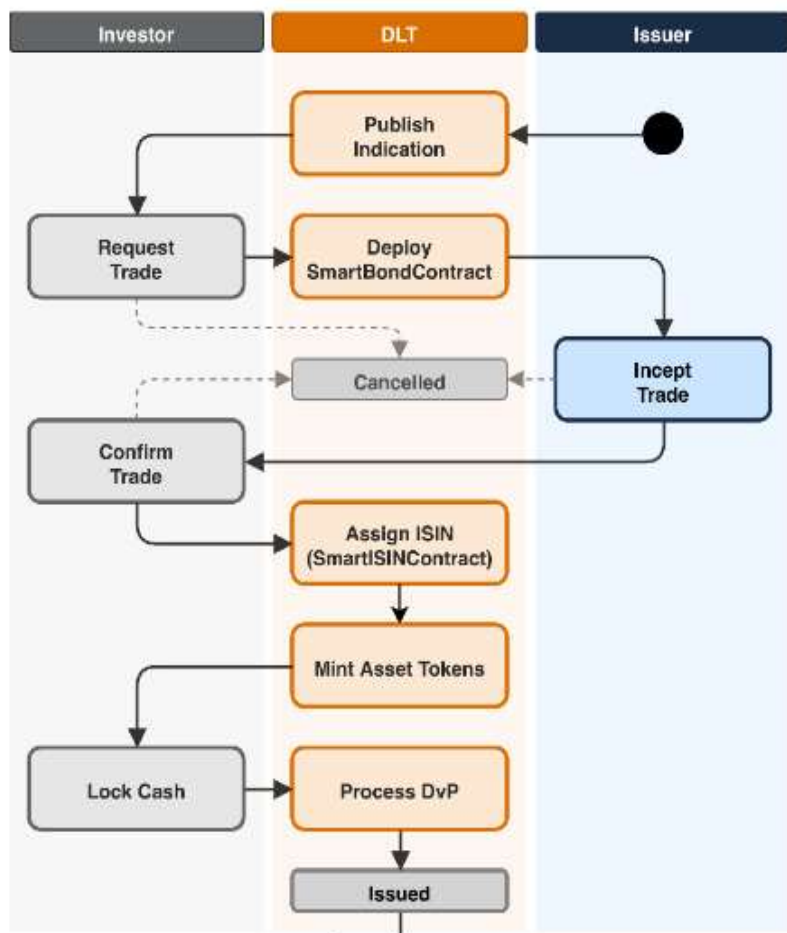 Investor
DLT
Issuer
Publish
Indication
Request
Trade
Deploy
SmartBondContract
Cancelled
Incept
Trade
Confirm
Trade
Assign ISIN
(SmartISINContract)
Mint Asset Tokens
Lock Cash
Process DvP
Issued